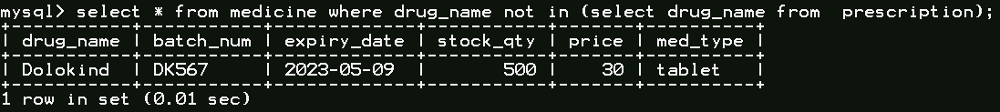 mysql> select * from medicine where drug_name not in (select drug_name from  prescription);
+-----------+-----------+-------------+-----------+-------+----------+
| drug_name | batch_num | expiry_date | stock_qty | price | med_type |
+-----------+-----------+-------------+-----------+-------+----------+
| Dolokind  | DK567     | 2023-05-09  |       500 |    30 | tablet   |
+-----------+-----------+-------------+-----------+-------+----------+
1 row in set (0.01 sec)